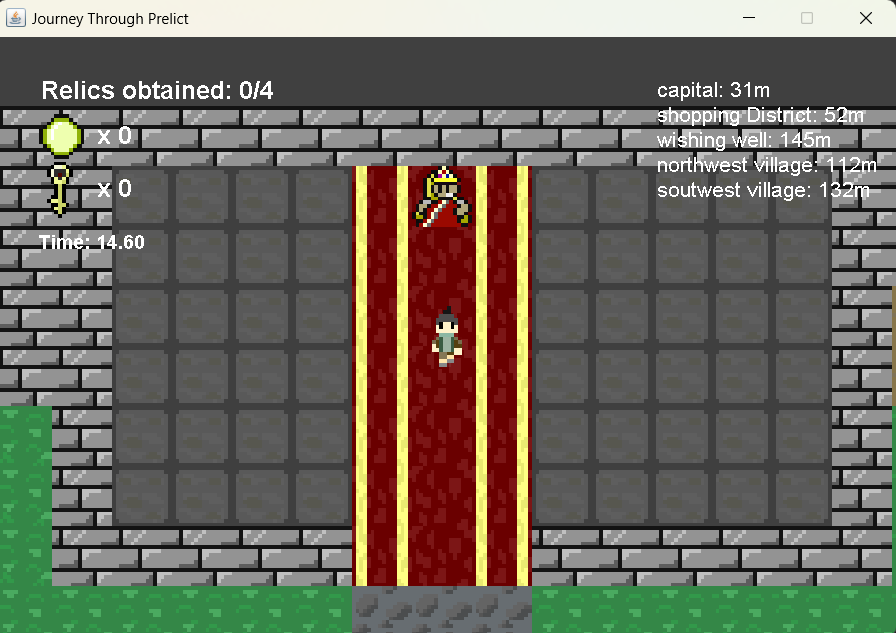 Journey Through Prelict
Relics obtained: 0/4
x 0
x 0
Time: 14.60
capital: 31m
shopping District: 52m
wishing well: 145m
northwest village: 112m
soutwest village: 132m